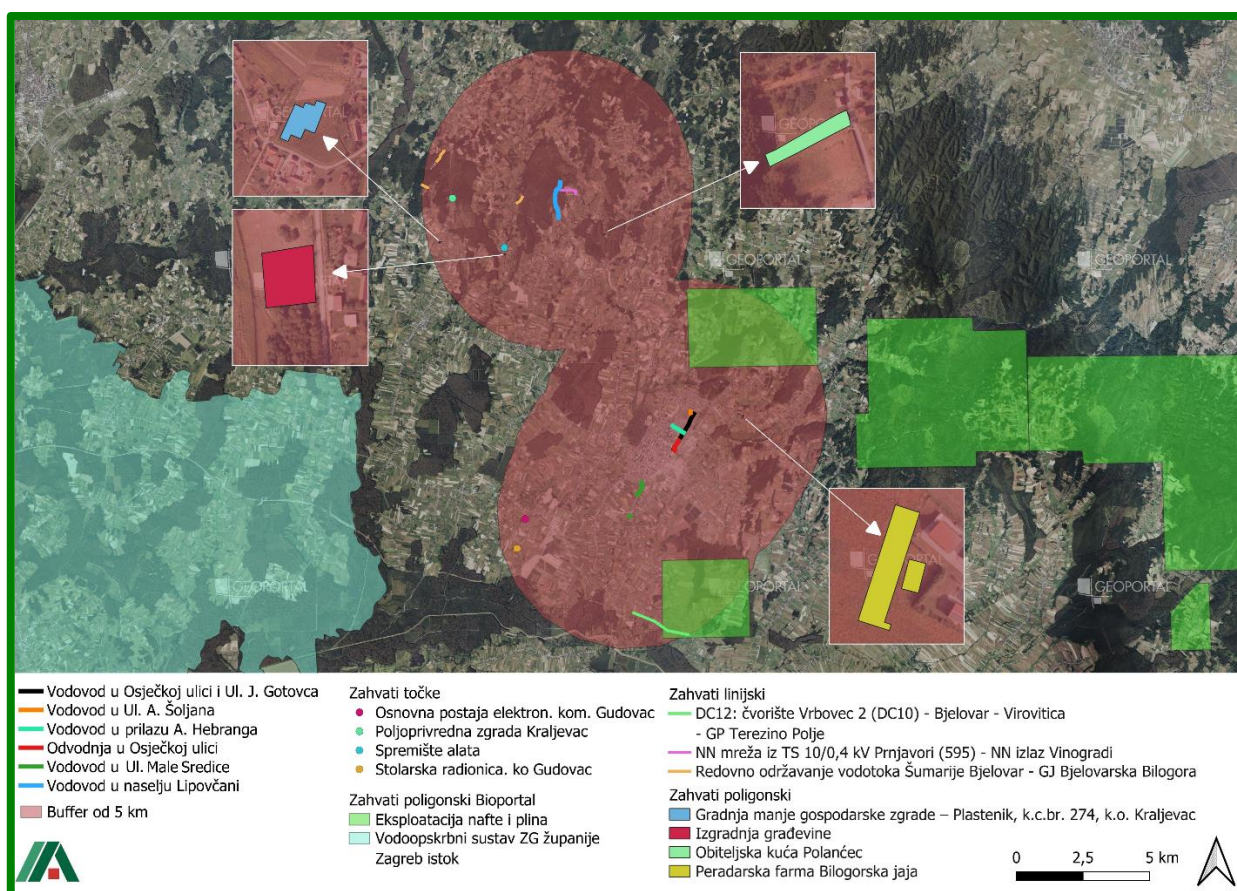 GEOPORTAL
GEOPORTAL
GEOPORTAL
GEOPORTAL
GEOPORTAL
GEOPORTAL
Vodovod u Osječkoj ulici i Ul. J. Gotovca
Vodovod u Ul. A. Šoljana
Vodovod u prilazu A. Hebranga
Odvodnja u Osječkoj ulici
Vodovod u Ul. Male Sredice
Vodovod u naselju Lipovčani
Buffer od 5 km
Zahvati točke
Osnovna postaja elektron. kom. Gudovac
Poljoprivredna zgrada Kraljevac
Spremište alata
Stolarska radionica. ko Gudovac
Zahvati poligonski Bioportal
Eksploatacija nafte i plina
Vodoopskrbni sustav ZG županije
Zagreb istok
Zahvati linijski
DC12: čvorište Vrbovec 2 (DC10) - Bjelovar - Virovitica
- GP Terezino Polje
NN mreža iz TS 10/0,4 kV Prnjavori (595) - NN izlaz Vinogradi
Redovno održavanje vodotoka Šumarije Bjelovar - GJ Bjelovarska Bilogora
Zahvati poligonski
Gradnja manje gospodarske zgrade – Plastenik, k.c.br. 274, k.o. Kraljevac
Izgradnja građevine
Obiteljska kuća Polanćec
Peradarska farma Bilogorska jaja
0 2,5 5 km